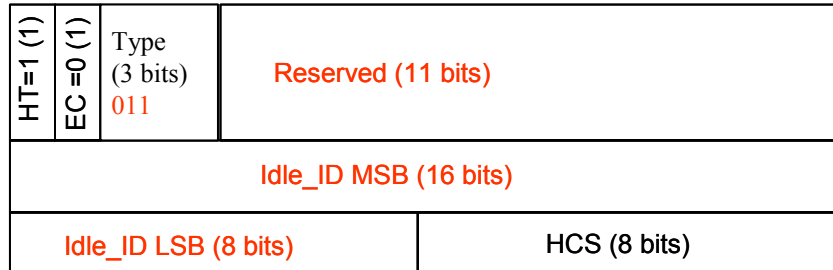 HT=1 (1)
EC =0 (1)
Type
(3 bits)
011
Reserved (11 bits)
Idle_ID MSB (16 bits)
Idle_ID LSB (8 bits)
HCS (8 bits)